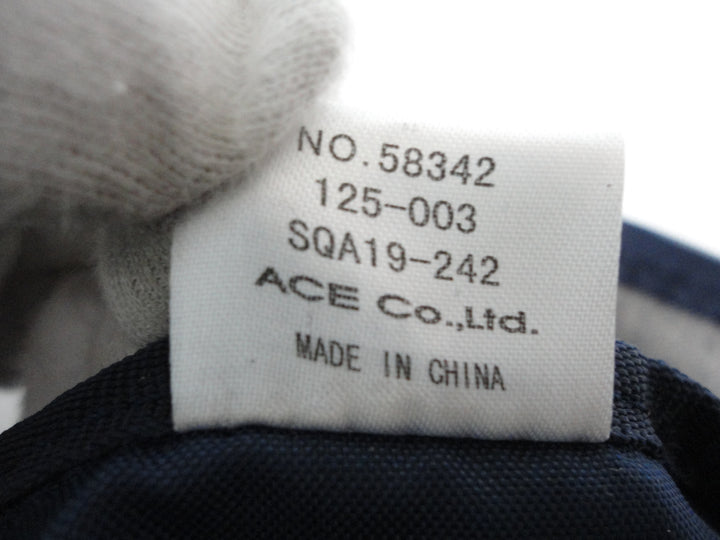 NO.58342
125-003
SQA19-242
ACE Co.,Ltd.
MADE IN CHINA